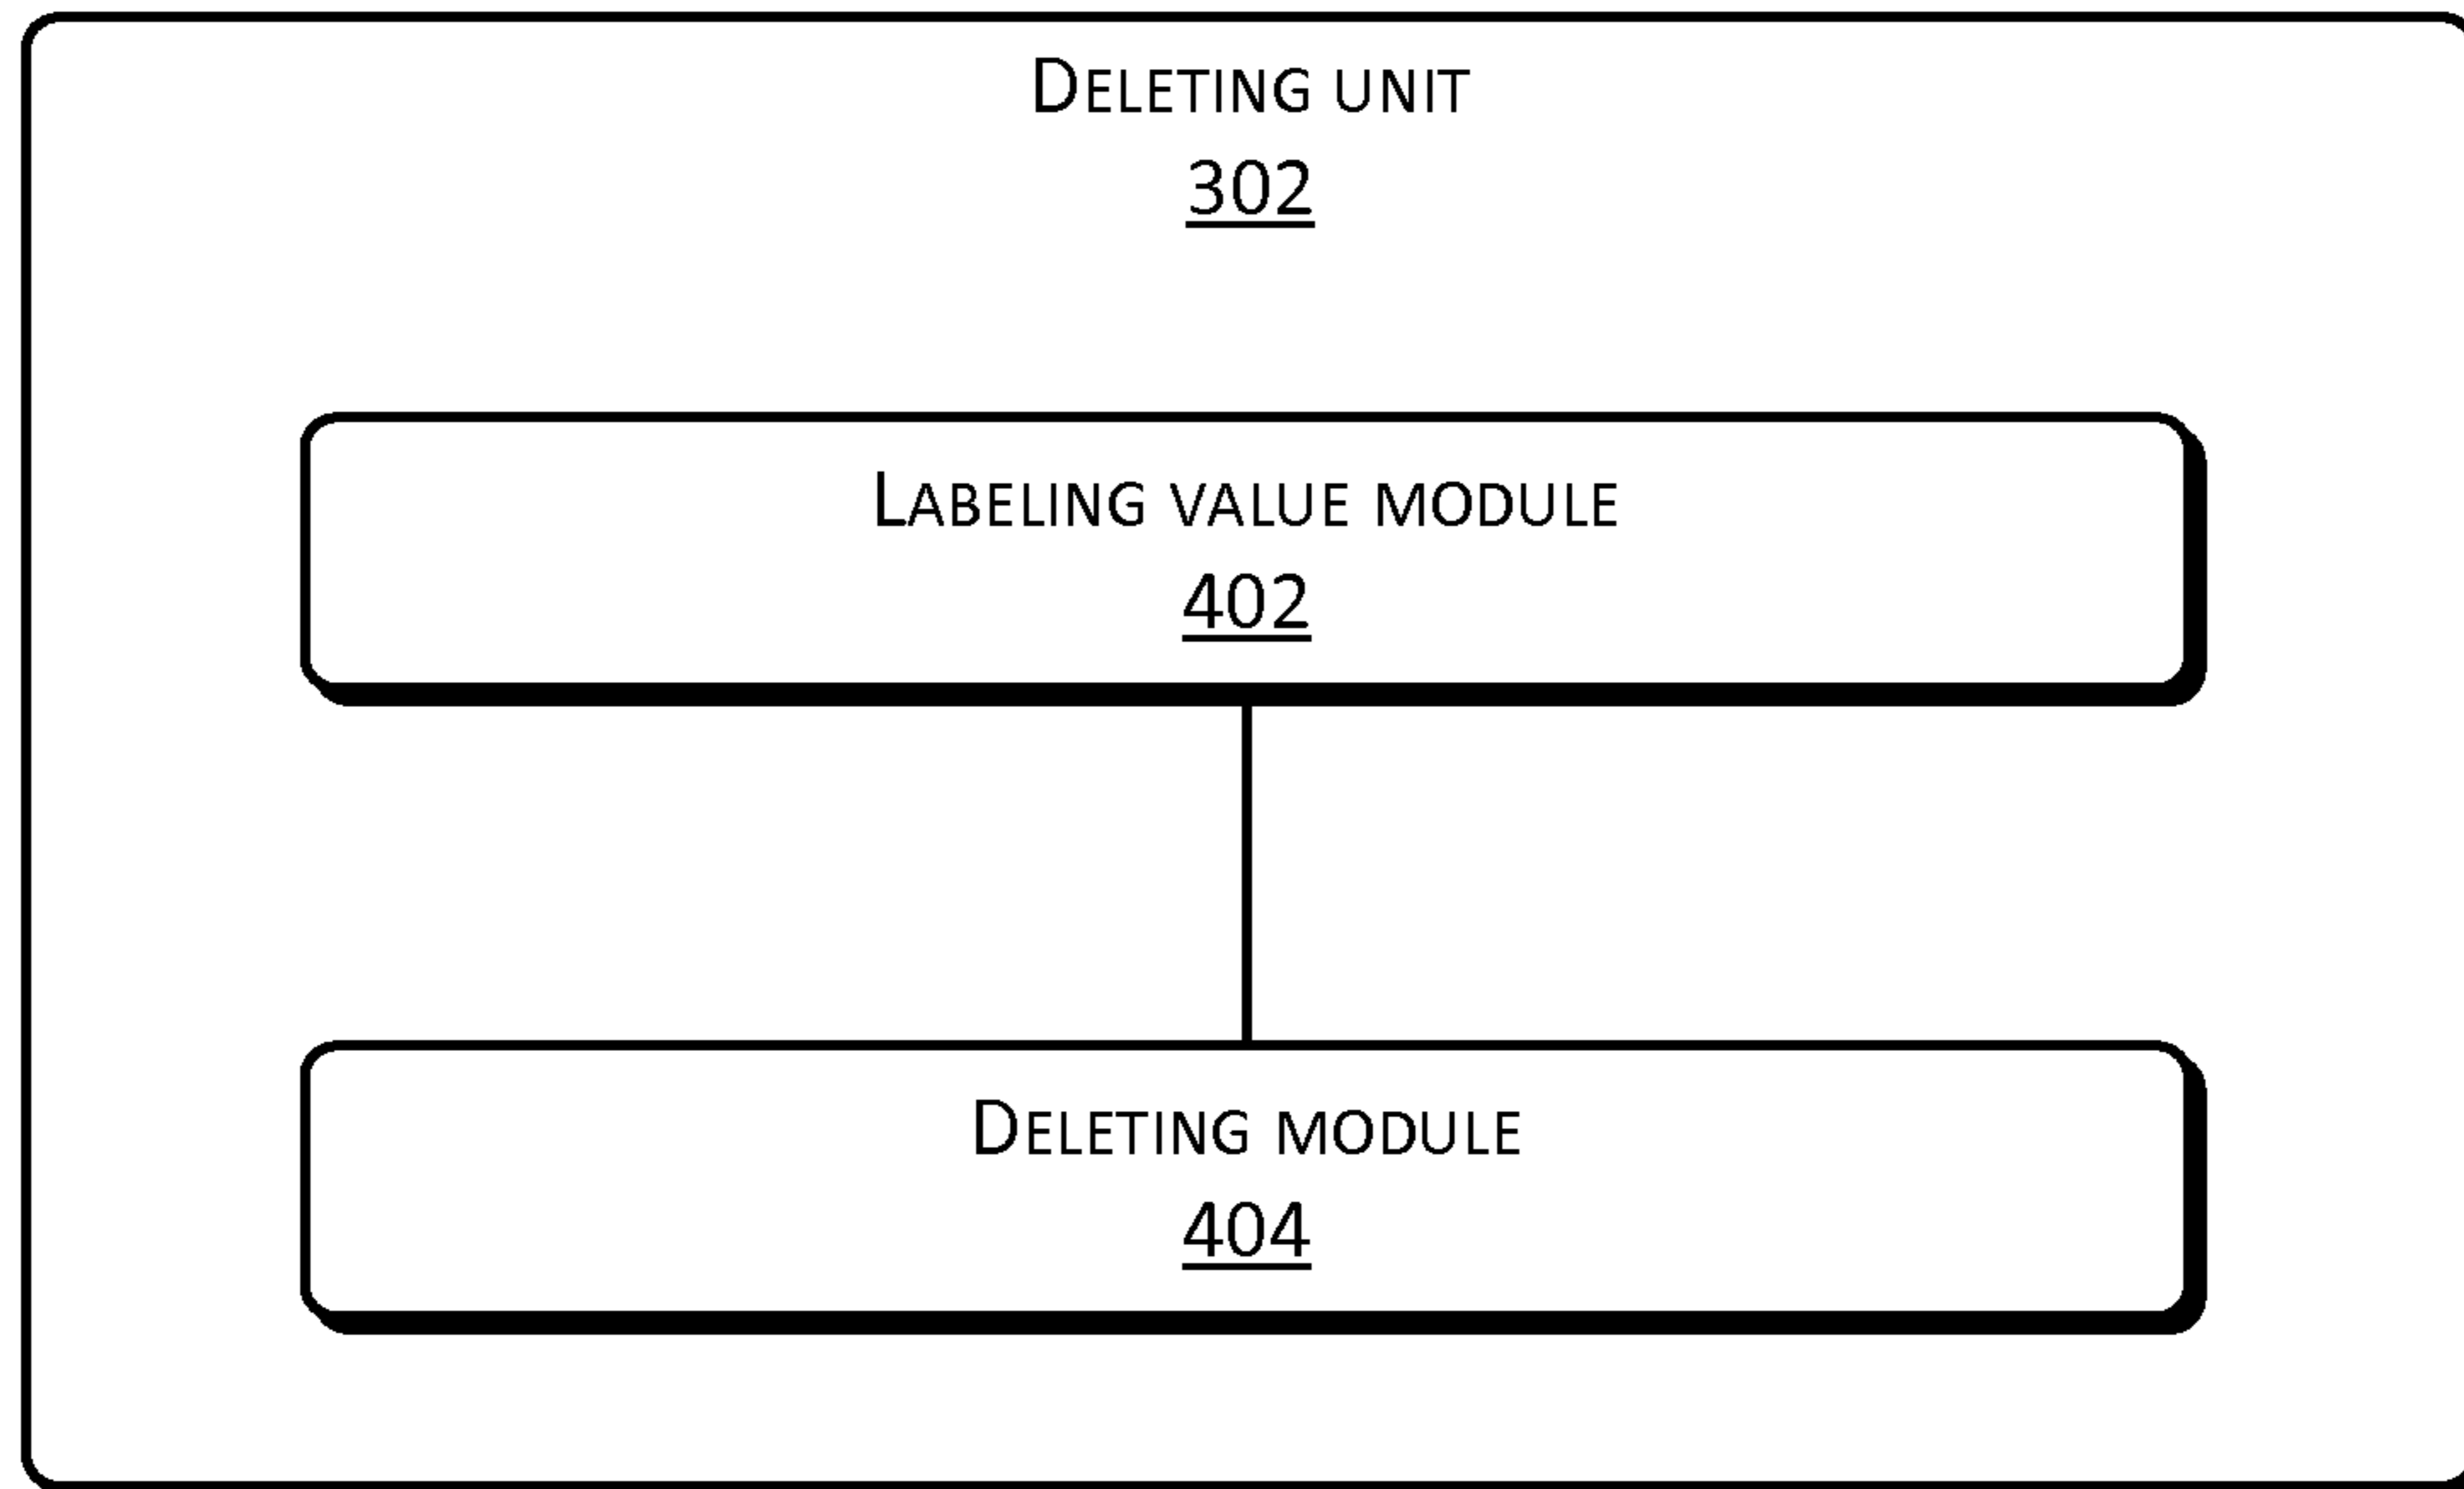 DELETING UNIT
302
LABELING VALUE MODULE
402
DELETING MODULE
404